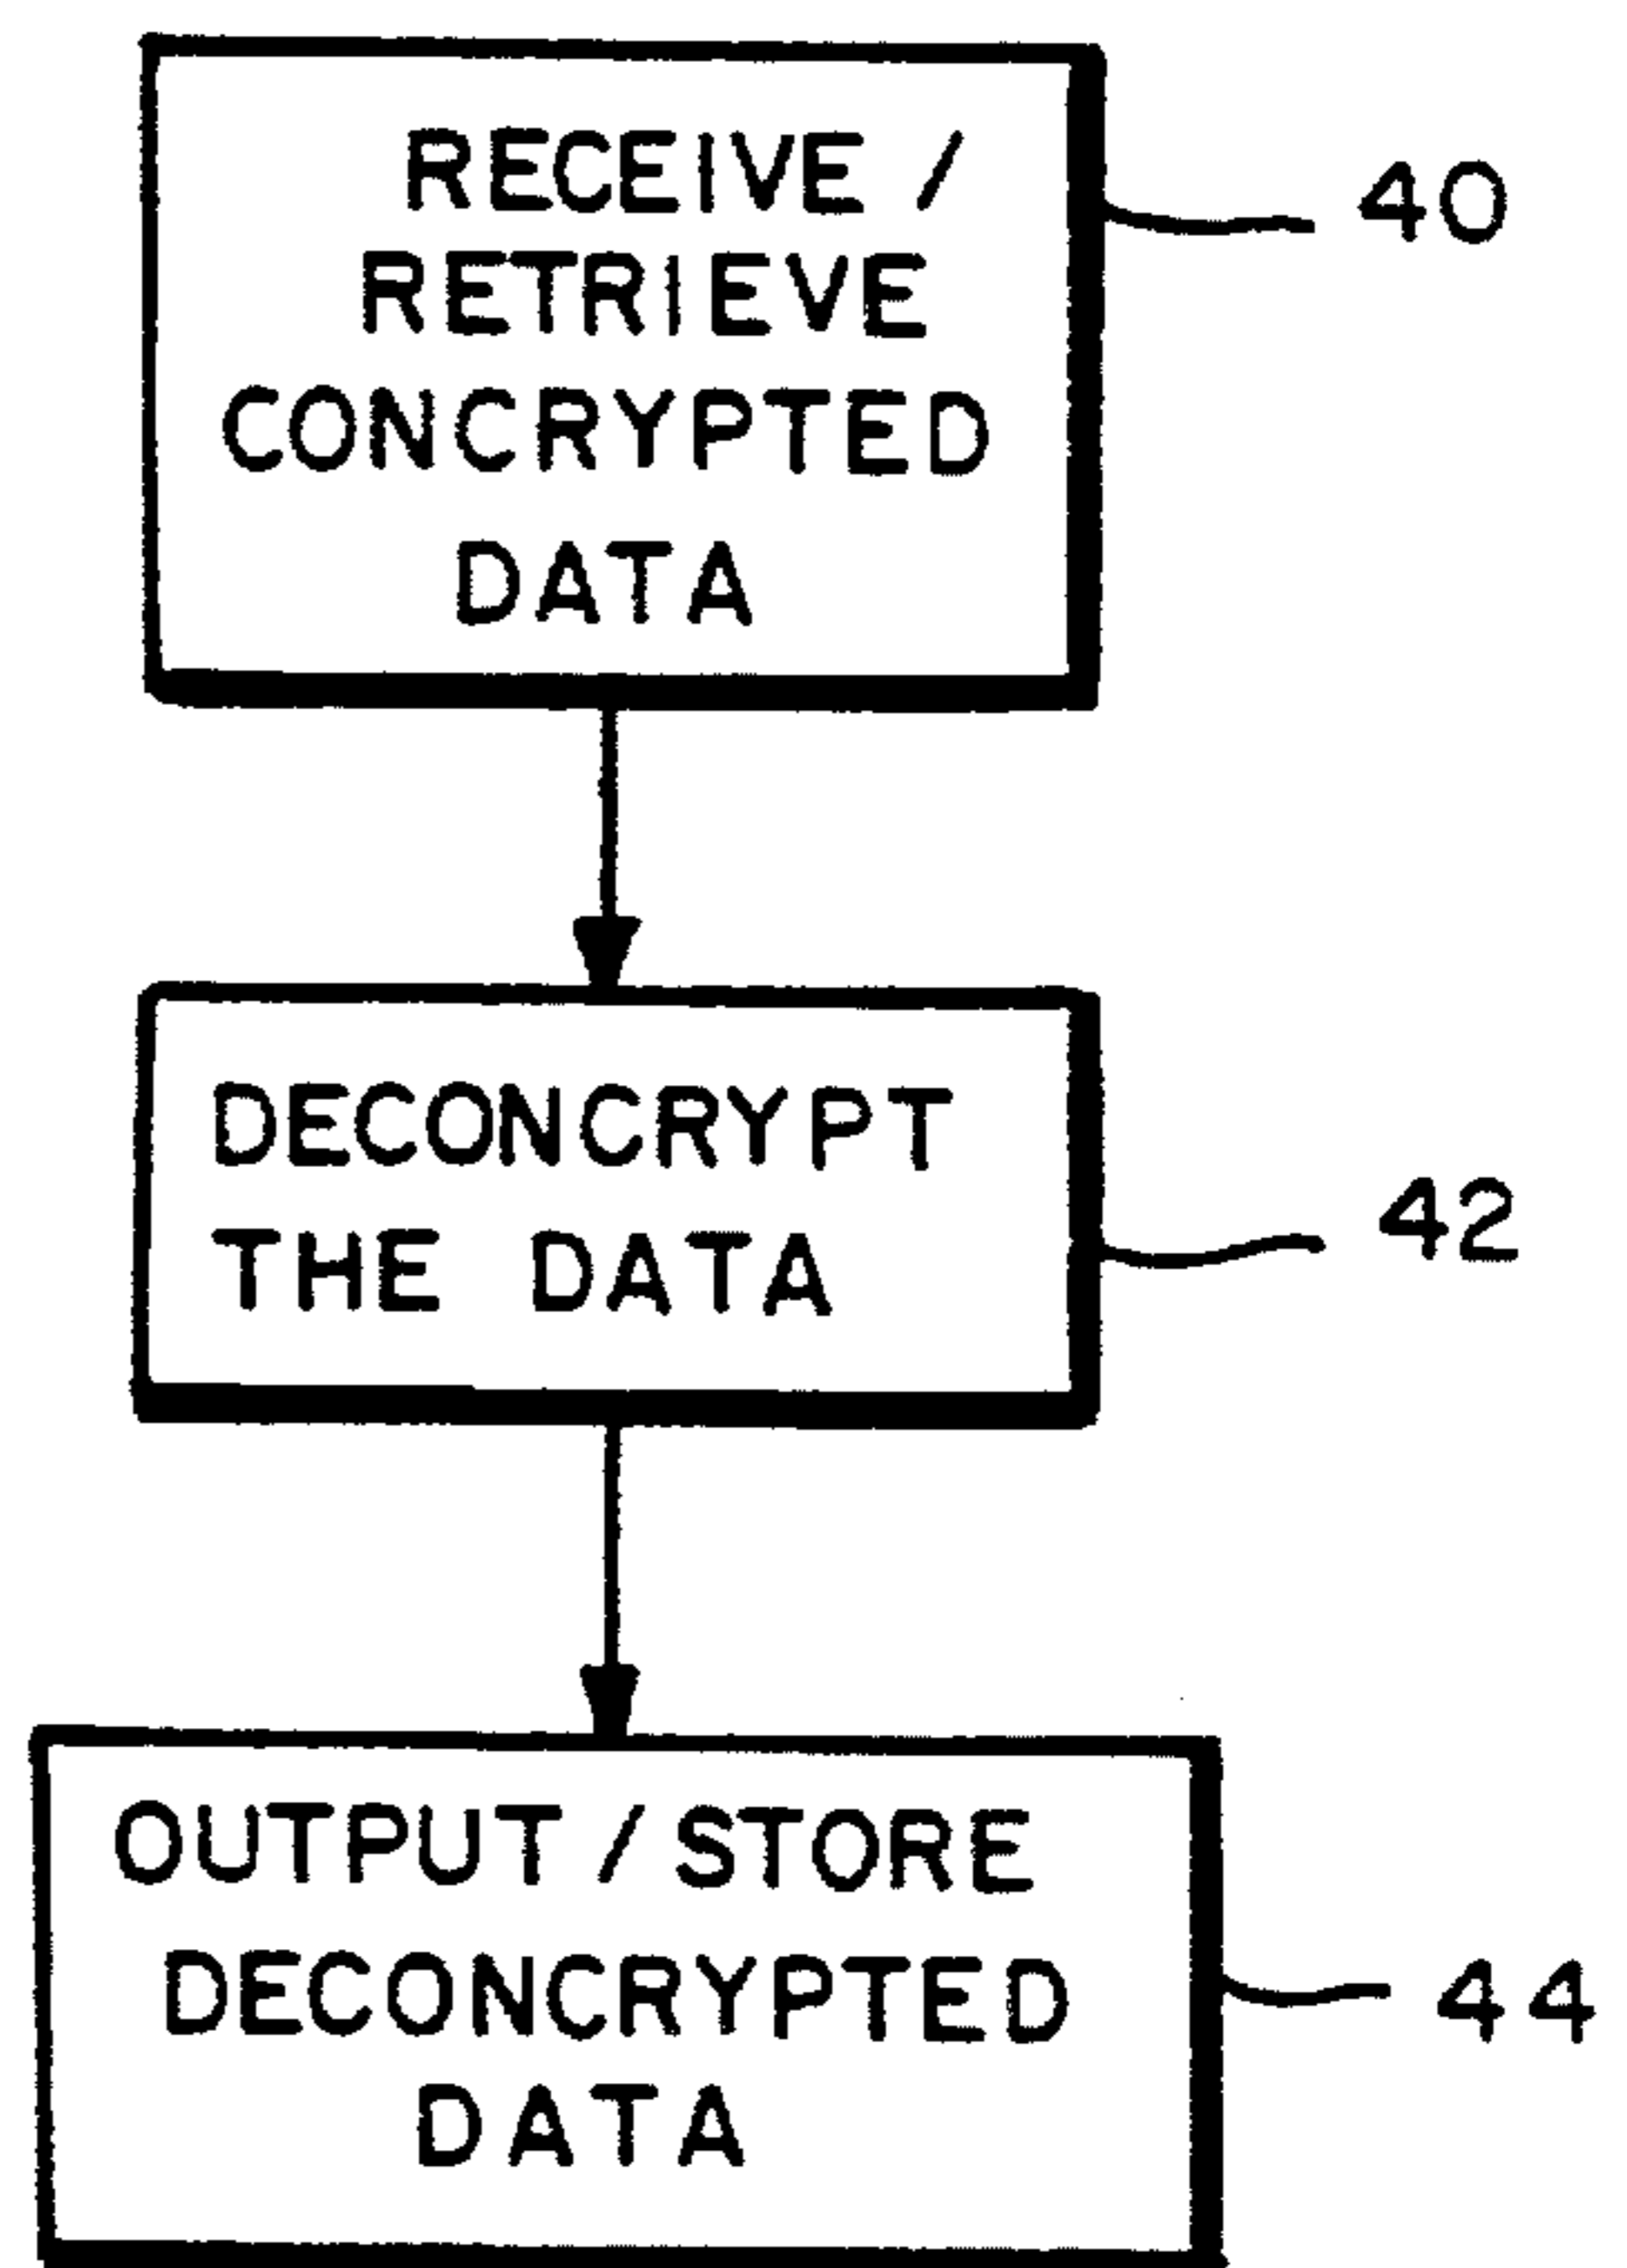 RECEIVE /
40
RETRIEVE
CONCRYPTED
DATA
DECONCRYPT
THE DATA
42
OUTPUT / STORE
DECONCRYPTED
44
DATA